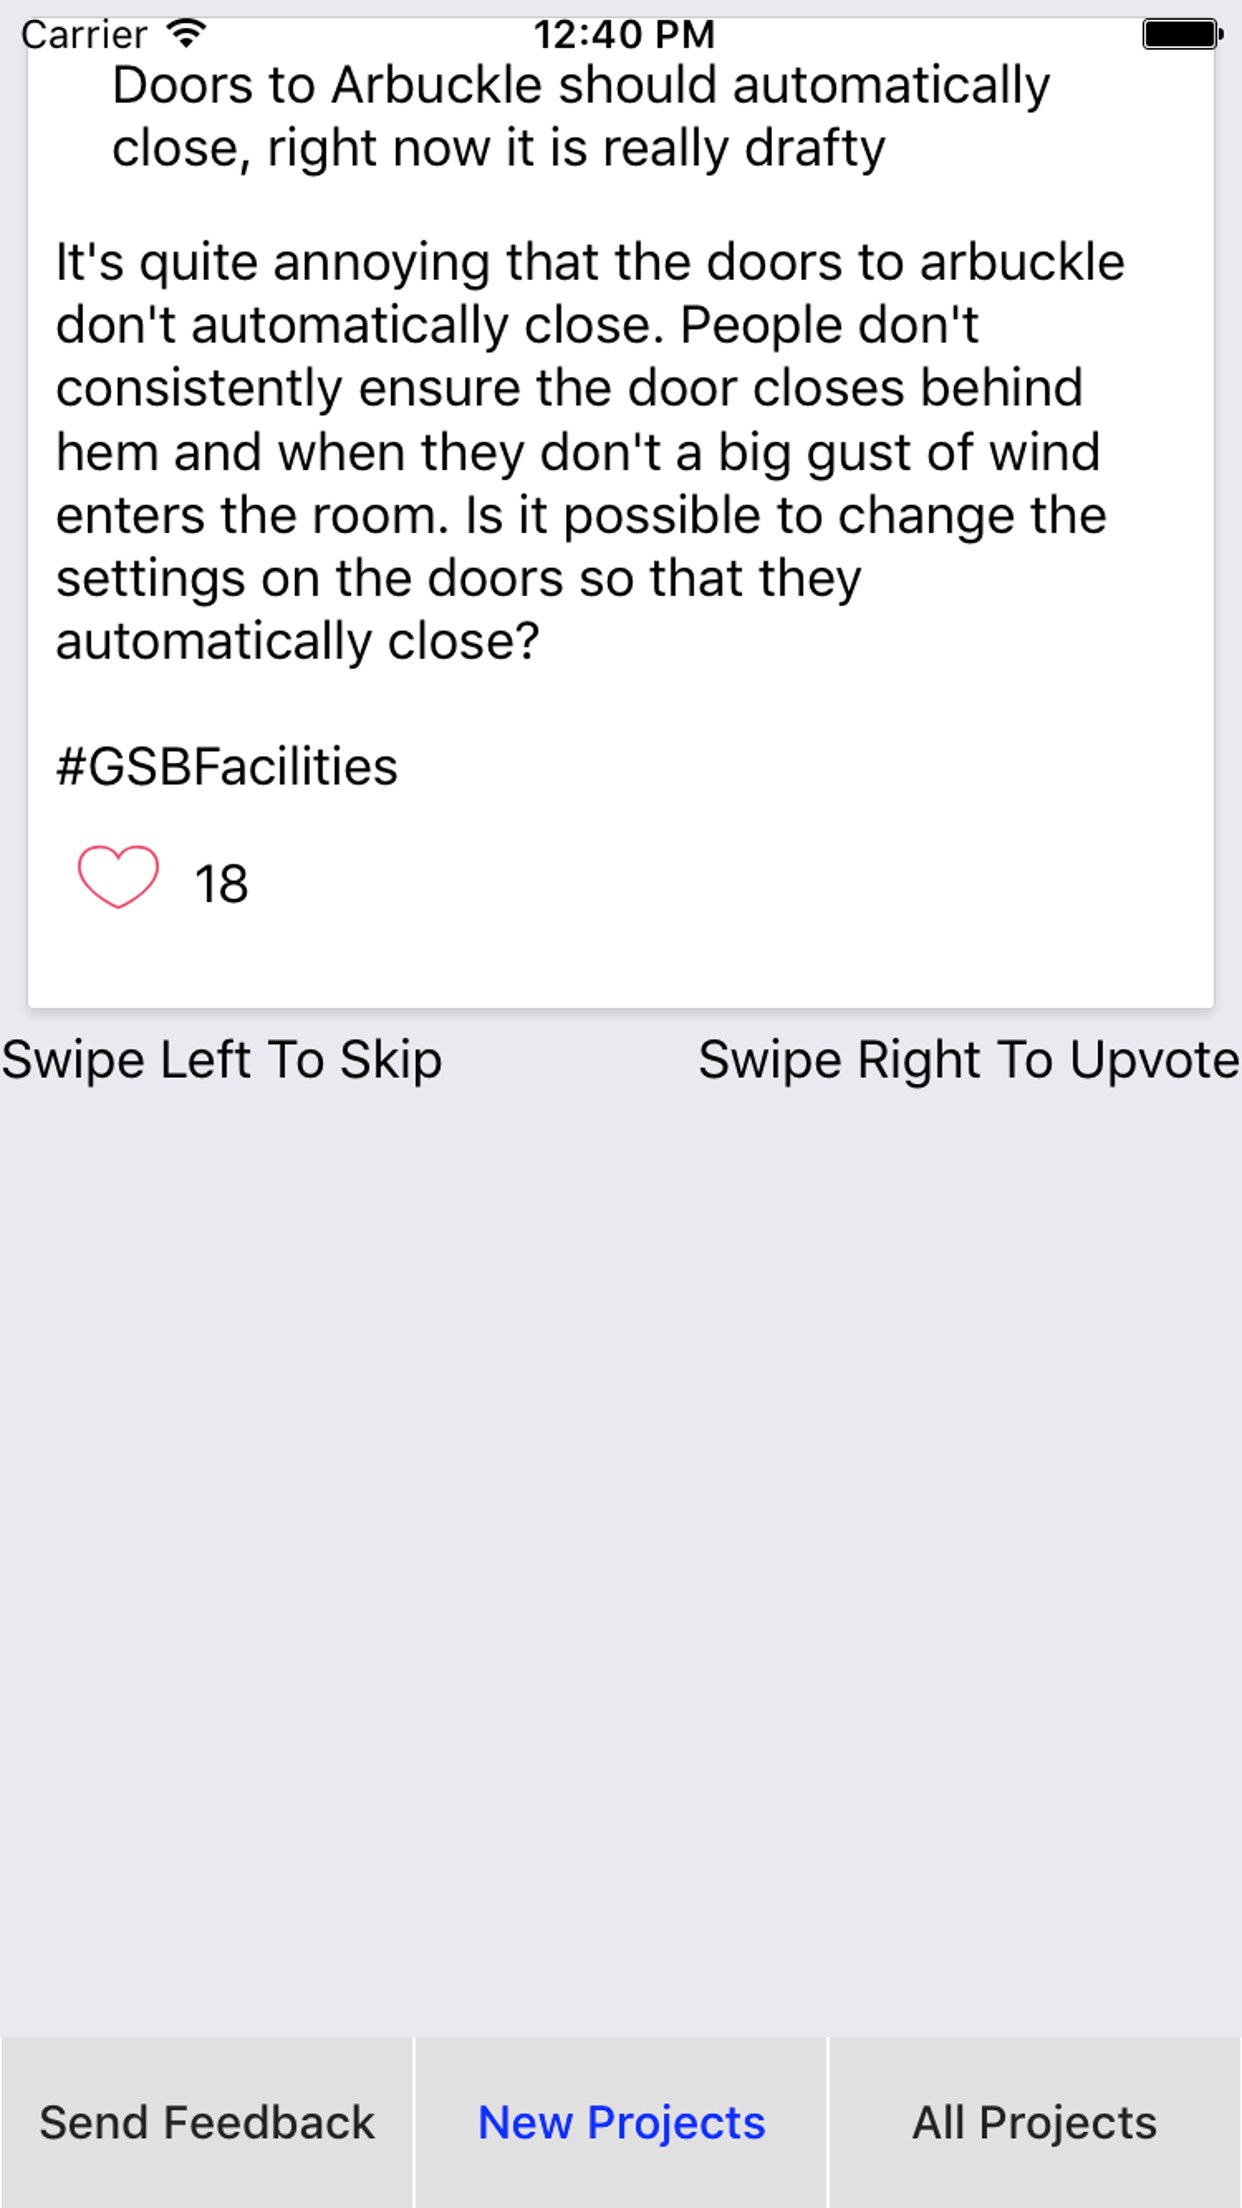 Carrier 12:40 PM
Doors to Arbuckle should automatically
close, right now it is really drafty
It's quite annoying that the doors to arbuckle
don't automatically close. People don't
consistently ensure the door closes behind
hem and when they don't a big gust of wind
enters the room. Is it possible to change the
settings on the doors so that they
automatically close?
#GSBFacilities
18
Swipe Left To Skip Swipe Right To Upvote
Send Feedback New Projects All Projects